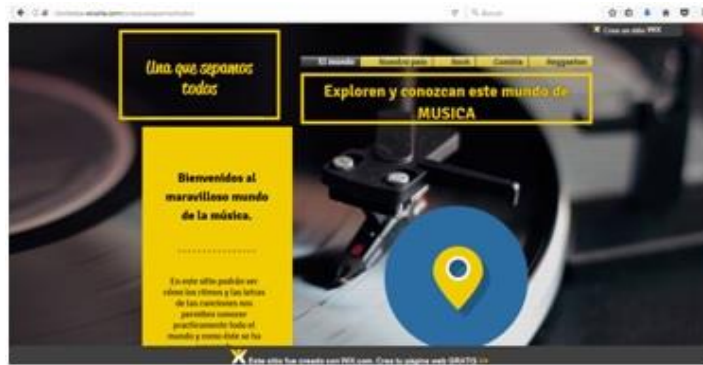 Buscar
Crea un sitio WIX
Una que sepamos
todos
El mundo Nuestro país Rock Cumbia Reggaeton
Exploren y conozcan este mundo de
MUSICA
Bienvenidos al
maravilloso mundo
de la música.
En este sitio podrán ver
cómo los ritmos y las letras
de las canciones nos
permiten conocer
practicamente todo el
mundo y como éste se ha
Este sitio fue creado con WIX.com. Crea tu página web GRATIS >>